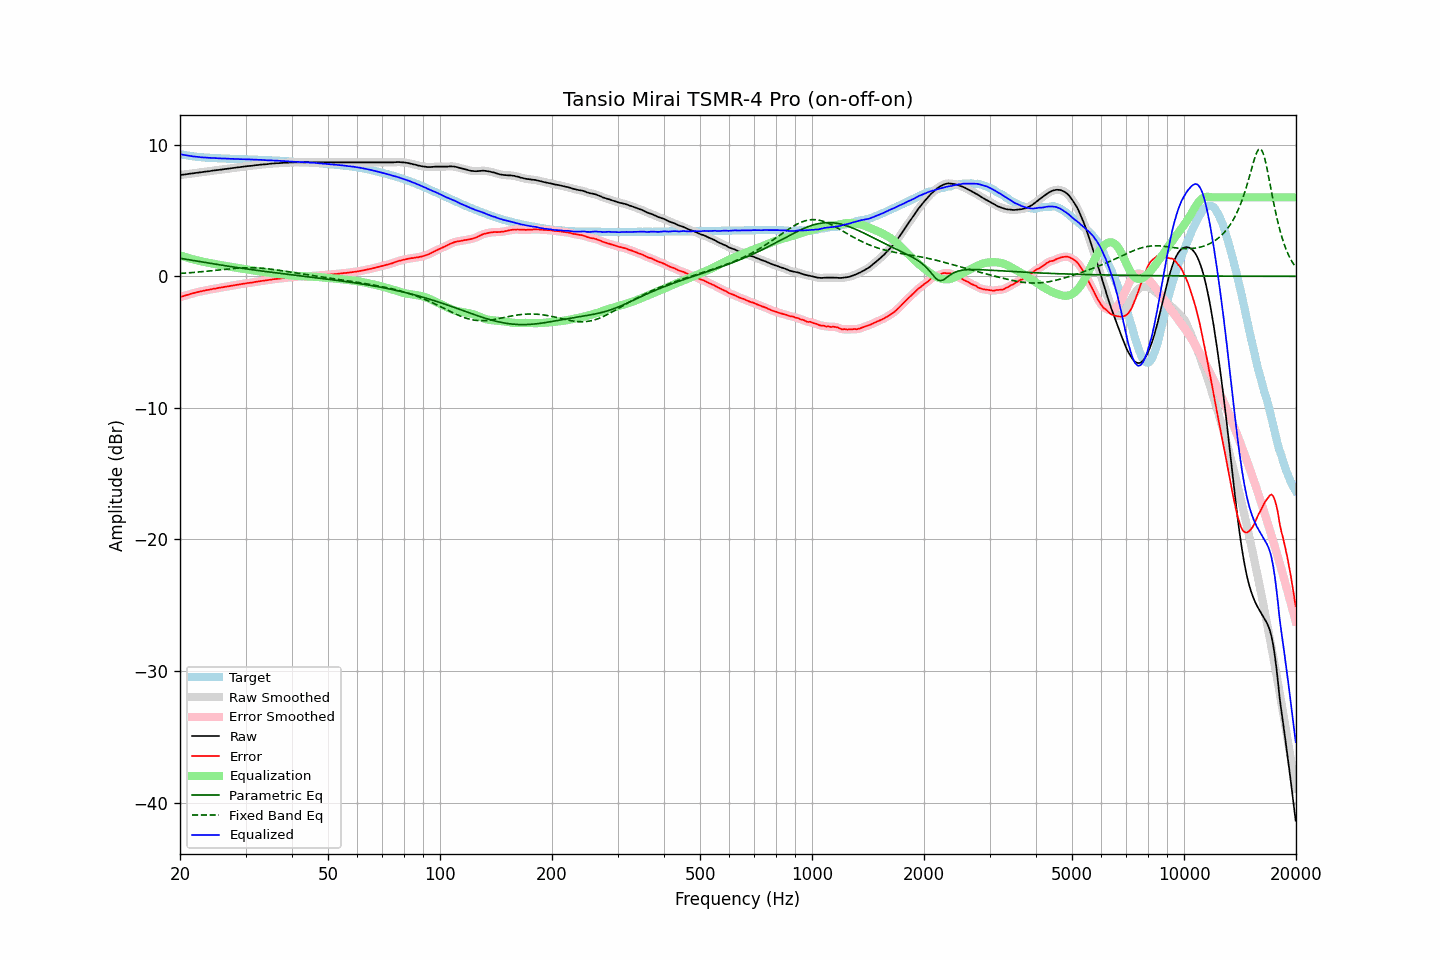 Tansio Mirai TSMR-4 Pro (on-off-on)
10
0
−10
−20
−30
−40
Amplitude (dBr)
Target
Raw Smoothed
Error Smoothed
Raw
Error
Equalization
Parametric Eq
Fixed Band Eq
Equalized
20 50 100 200 500 1000 2000 5000 10000 20000
Frequency (Hz)